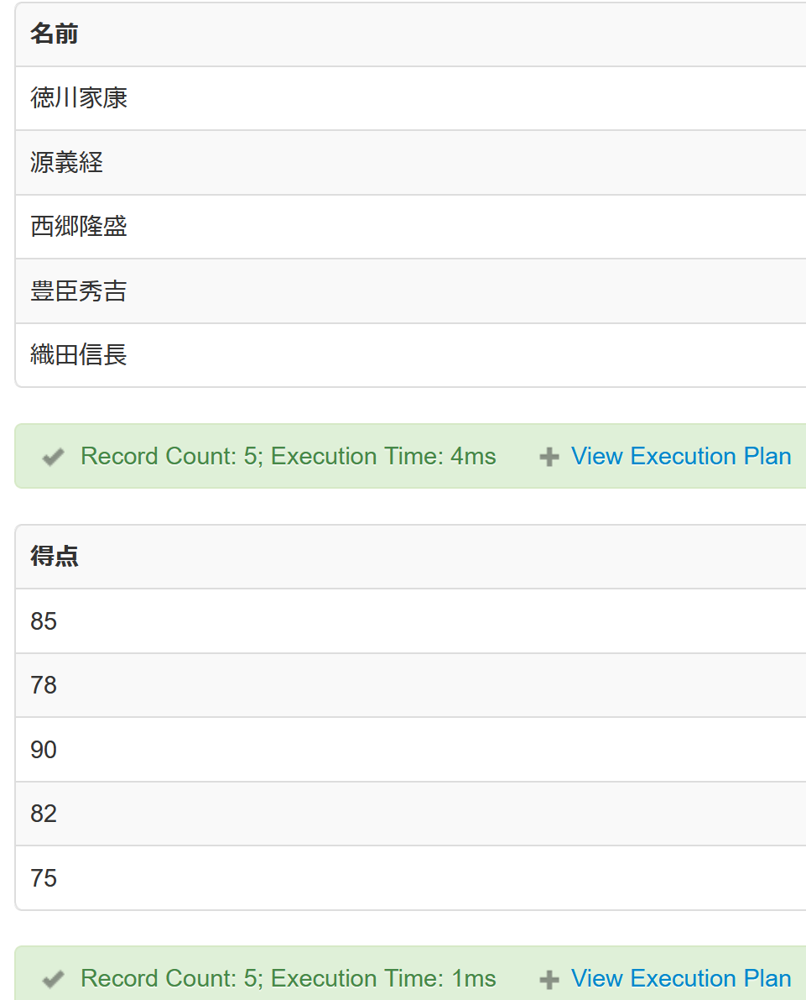 名前
徳川家康
源義経
西郷隆盛
豊臣秀吉
織田信長
Record Count: 5; Execution Time: 4ms View Execution Plan
得点
85
78
90
82
75
Record Count: 5; Execution Time: 1ms View Execution Plan